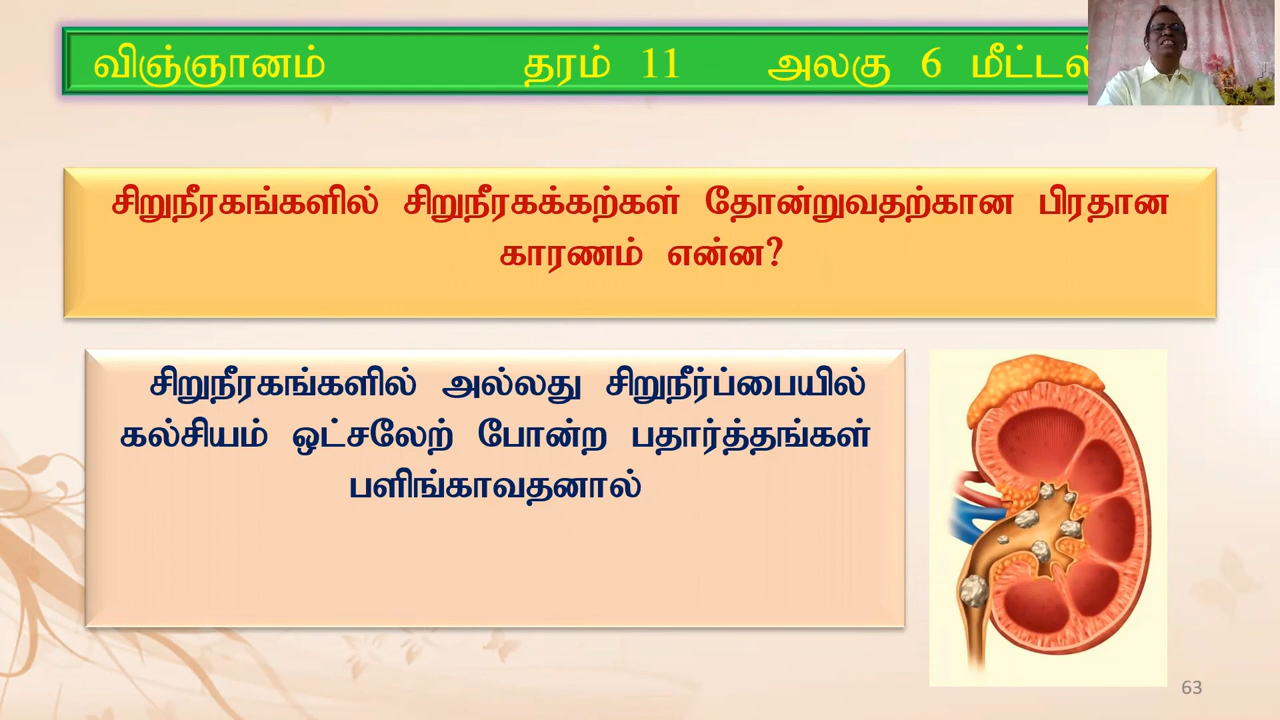 விஞ்ஞானம் தரம் 11 அலகு 6 மீட்டல்
சிறுநீரகங்களில் சிறுநீரகக்கற்கள் தோன்றுவதற்கான பிரதான
காரணம் என்ன?
சிறுநீரகங்களில் அல்லது சிறுநீர்ப்பையில்
கல்சியம் ஒட்சலேற் போன்ற பதார்த்தங்கள்
பளிங்காவதனால்
63